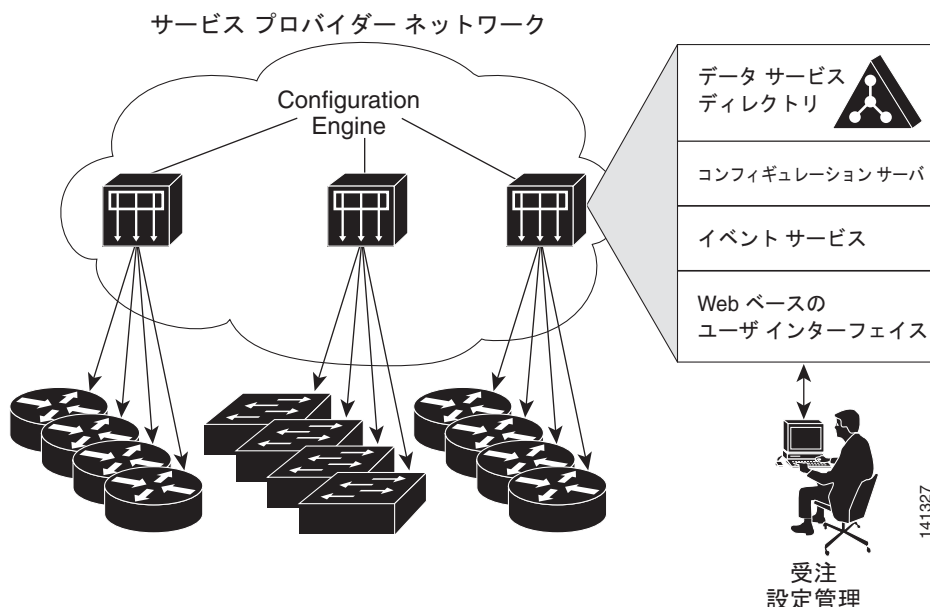 サービス プロバイダー ネットワーク
Configuration
Engine
データ サービス
ディレクトリ
コンフィギュレーション サーバ
イベント サービス
Web ベースの
ユーザ インターフェイス
141327
受注
設定管理